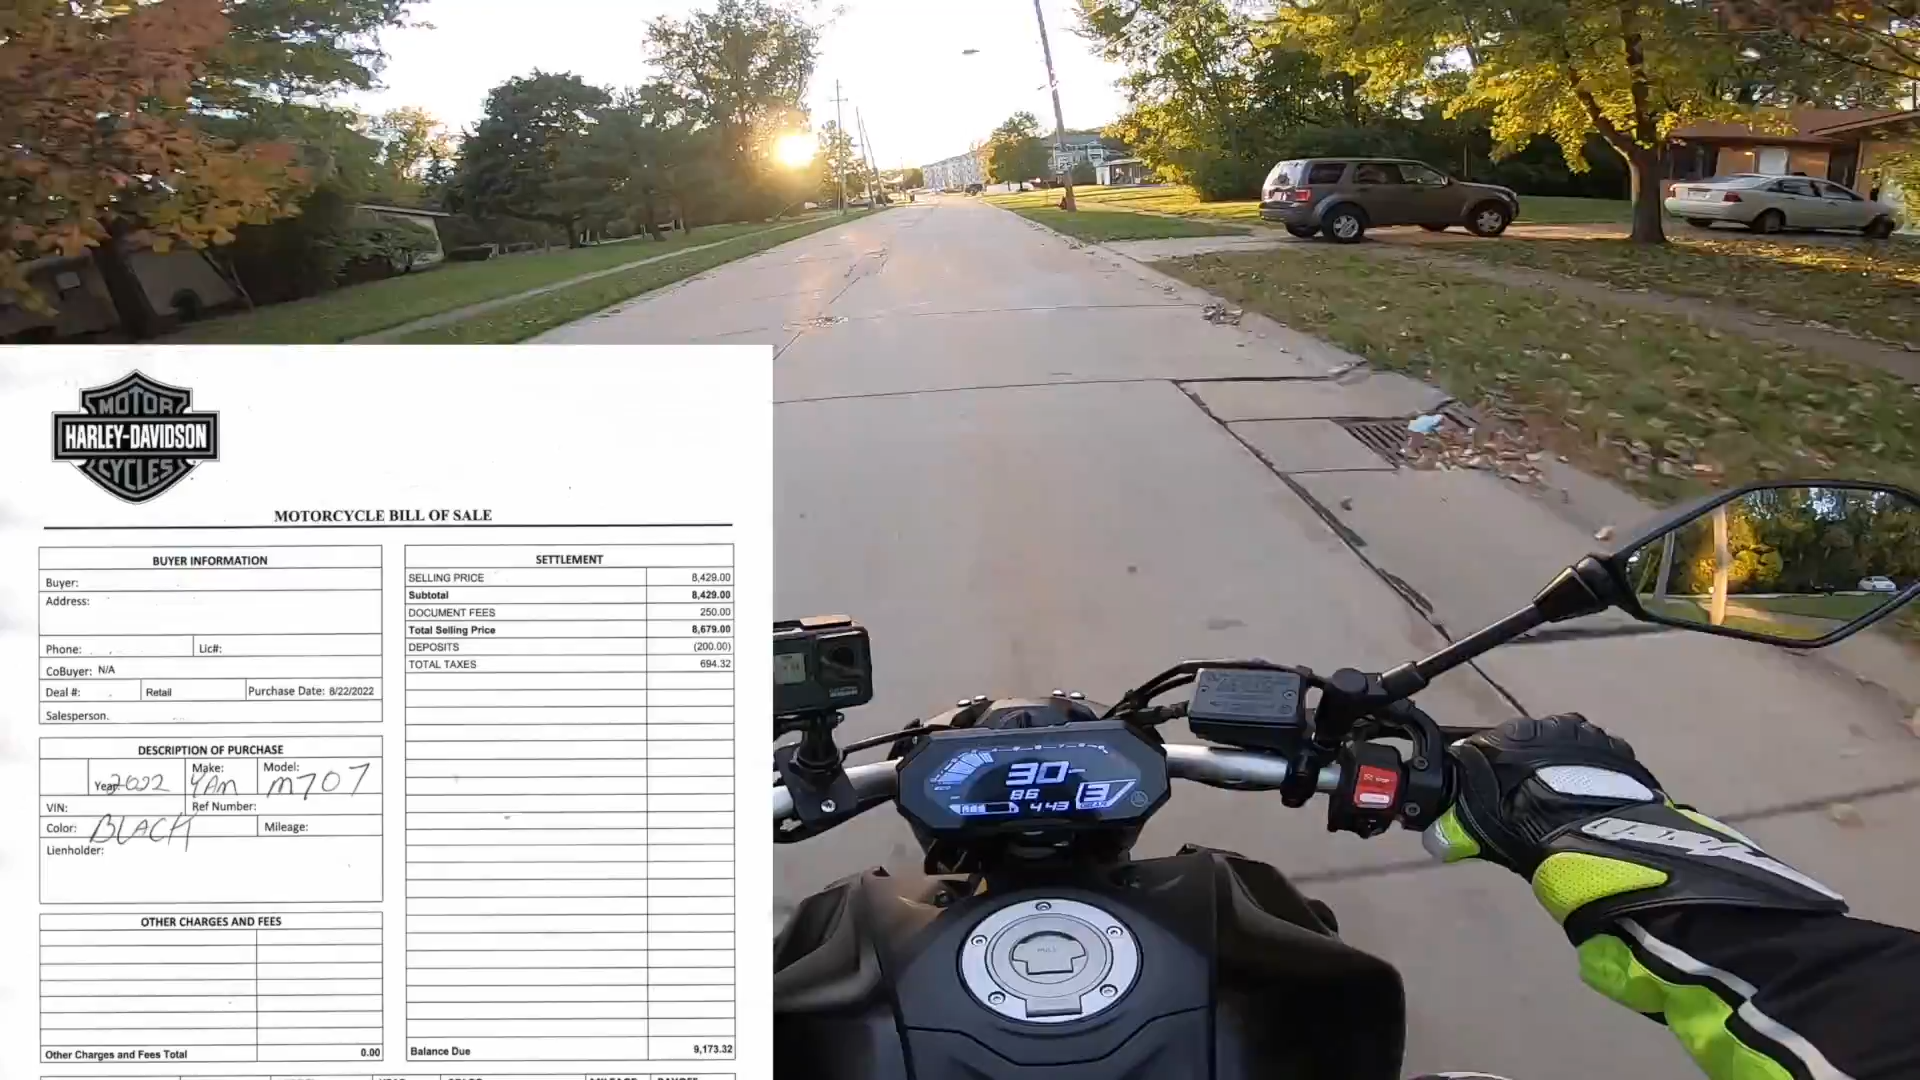 MOTOR
HARLEY-DAVIDSON
CYCLES
MOTORCYCLE BILL OF SALE
BUYER INFORMATION
Buyer:
Address:
Phone: Lic#:
CoBuyer: N/A
Deal #: Retail Purchase Date: 8/22/2022
Salesperson.
DESCRIPTION OF PURCHASE
Year 2022 Make: YAM Model: M707
VIN: Ref Number:
Color: BLACK Mileage:
Lienholder:
OTHER CHARGES AND FEES
Other Charges and Fees Total 0.00
SETTLEMENT
SELLING PRICE 8,429.00
Subtotal 8,429.00
DOCUMENT FEES 250.00
Total Selling Price 8,679.00
DEPOSITS (200.00)
TOTAL TAXES 694.32
Balance Due 9,173.32
30
86
443 3